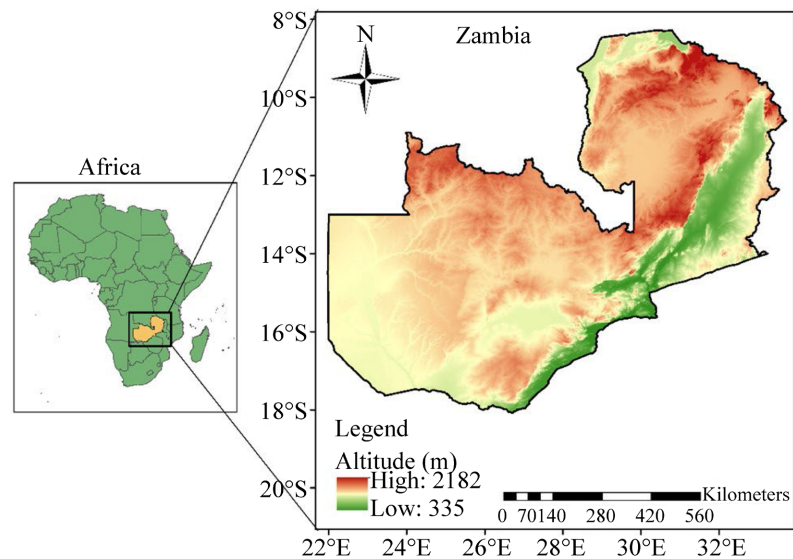 Africa
Zambia
N
8°S
10°S
12°S
14°S
16°S
18°S
20°S
Legend
Altitude (m)
High: 2182
Low: 335
Kilometers
0 70140 280 420 560
22°E 24°E 26°E 28°E 30°E 32°E